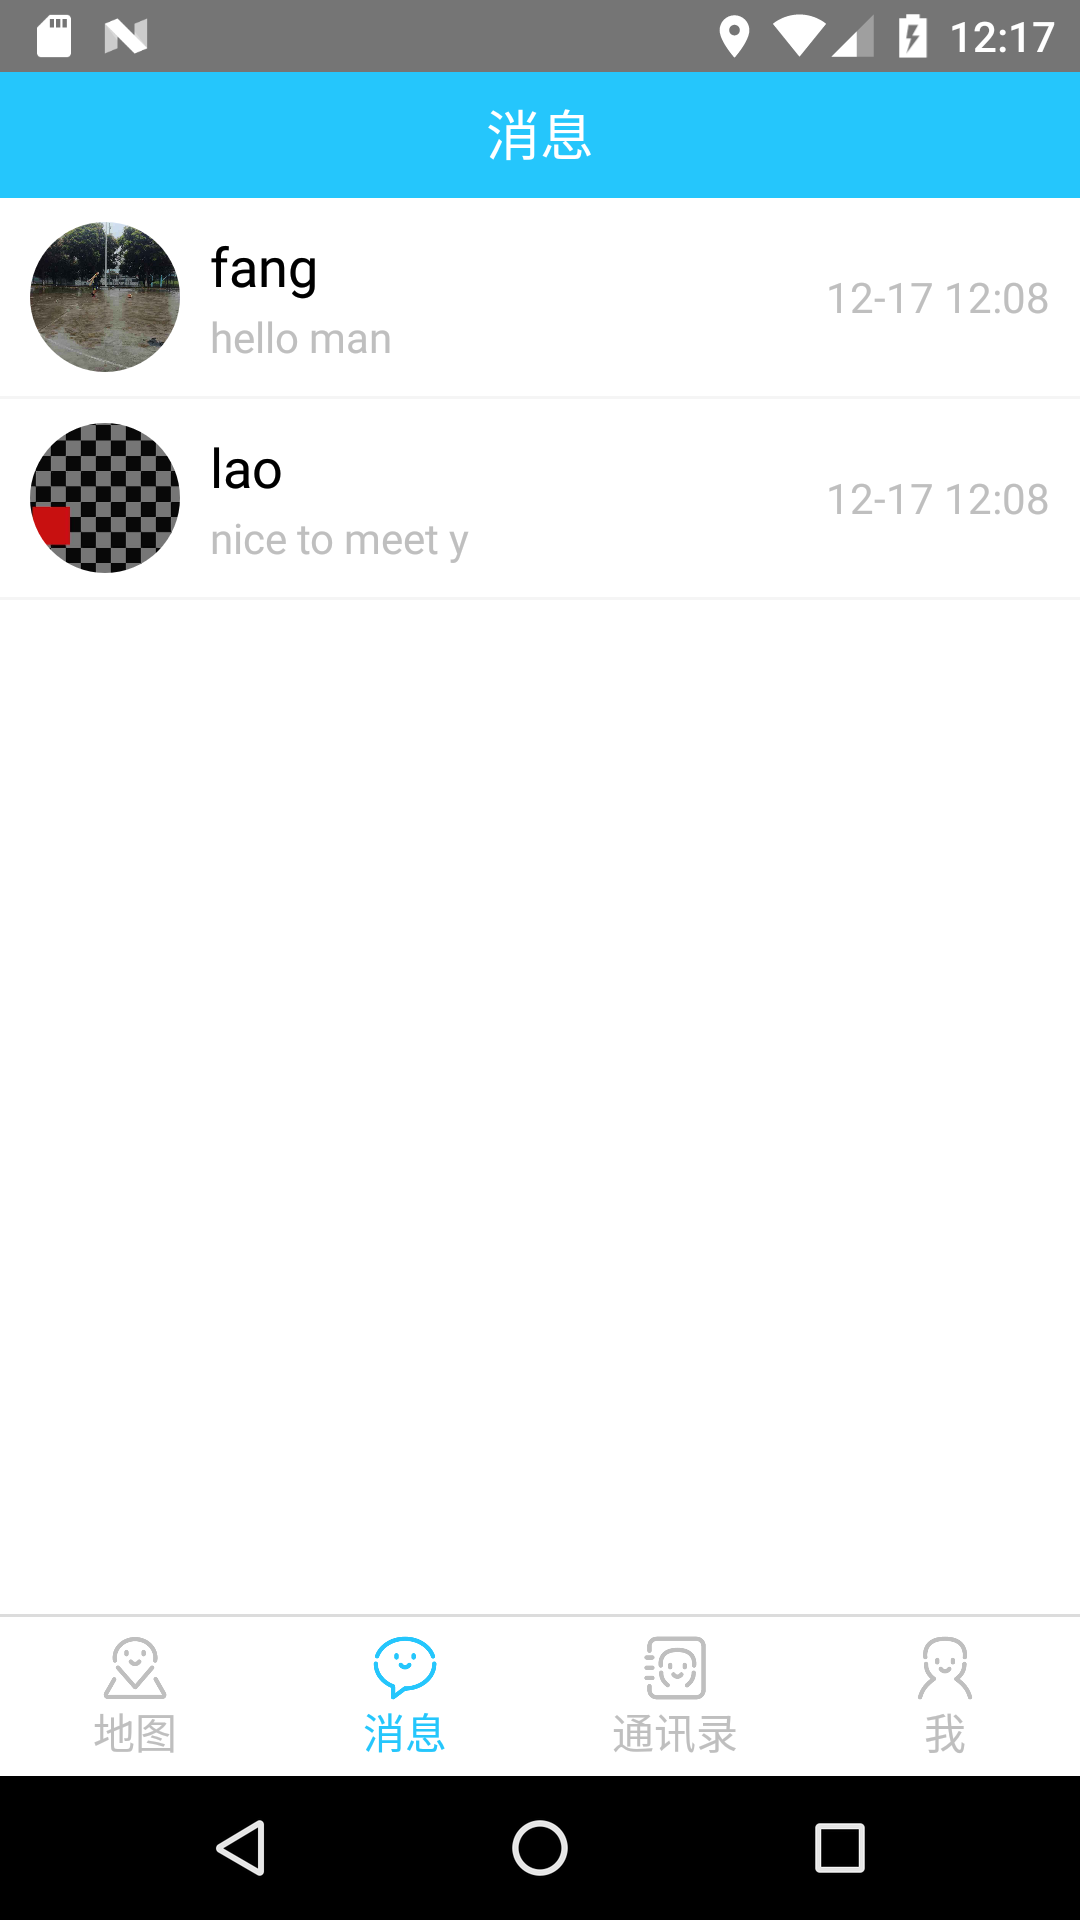 12:17
消息
fang
hello man
12-17 12:08
lao
nice to meet y
12-17 12:08
地图
消息
通讯录
我